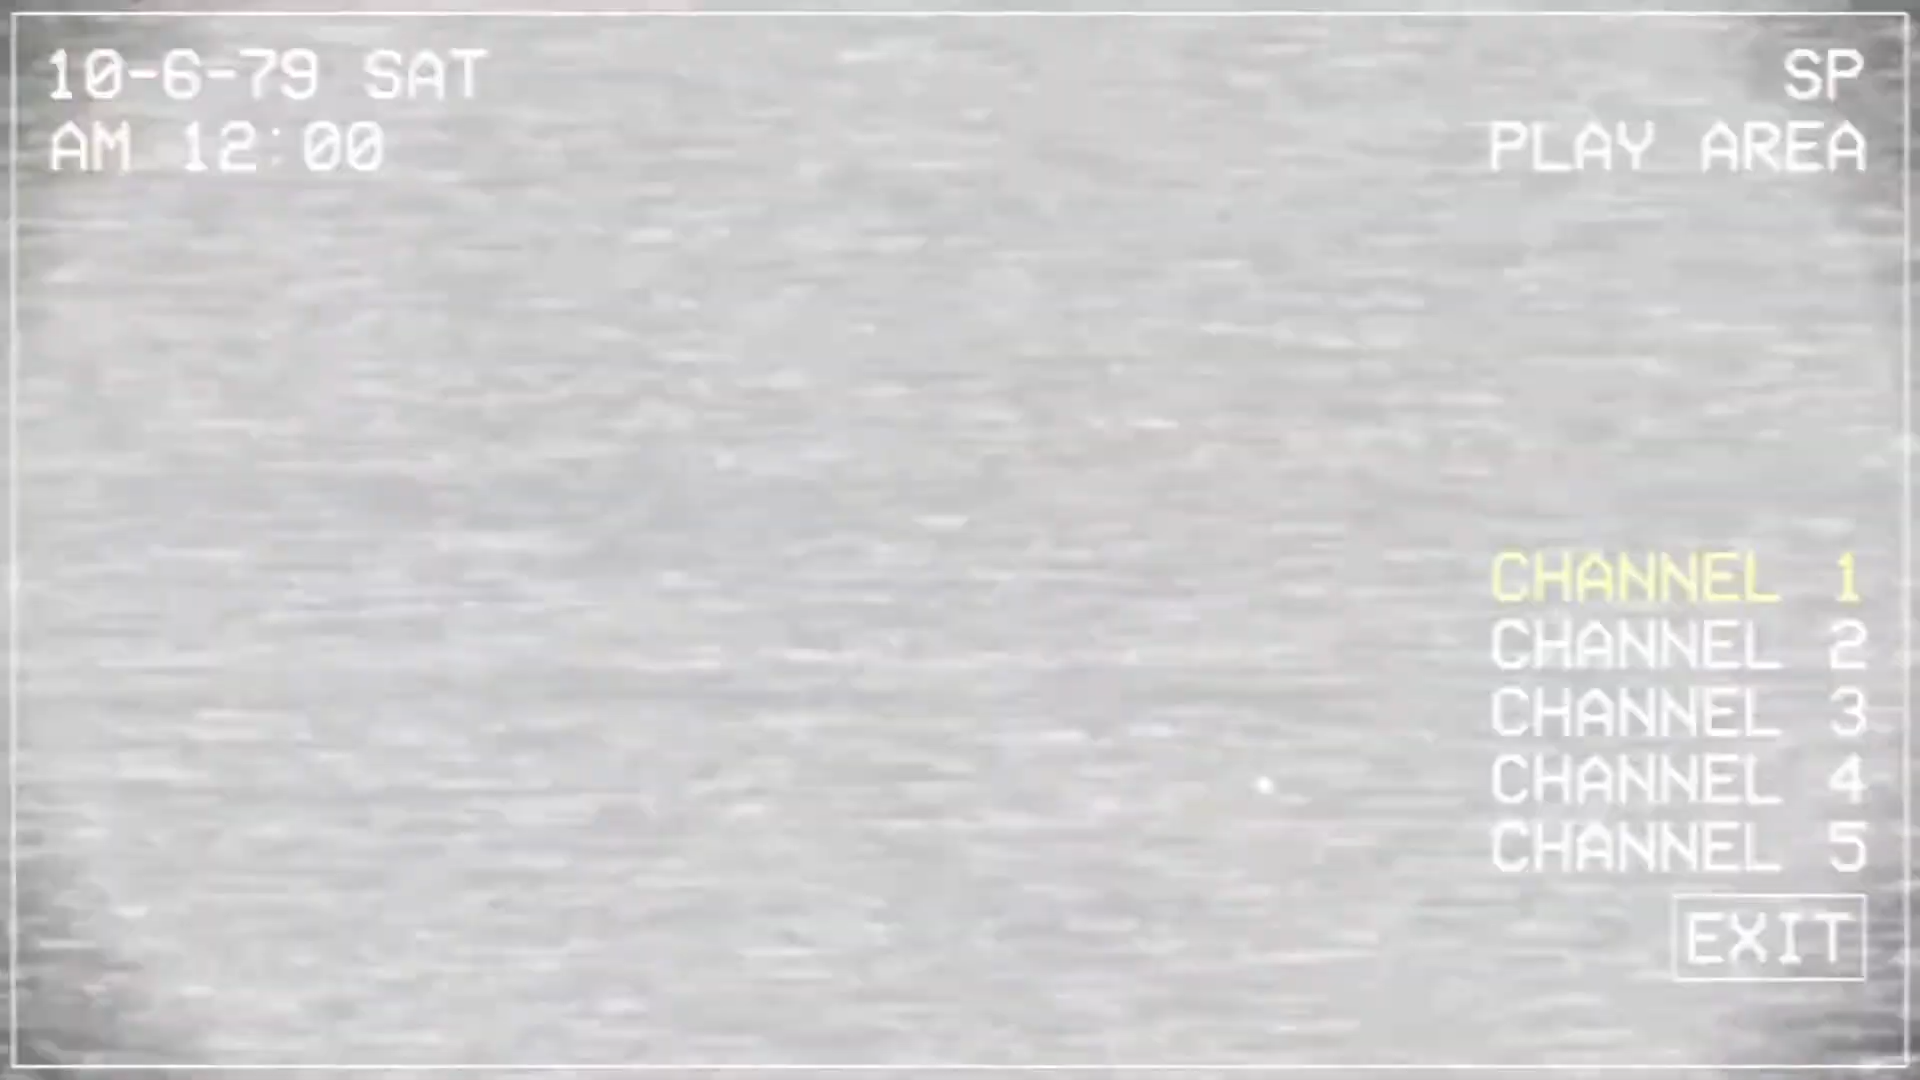 10-6-79 SAT
AM 12:00
SP
PLAY AREA
CHANNEL 1
CHANNEL 2
CHANNEL 3
CHANNEL 4
CHANNEL 5
EXIT